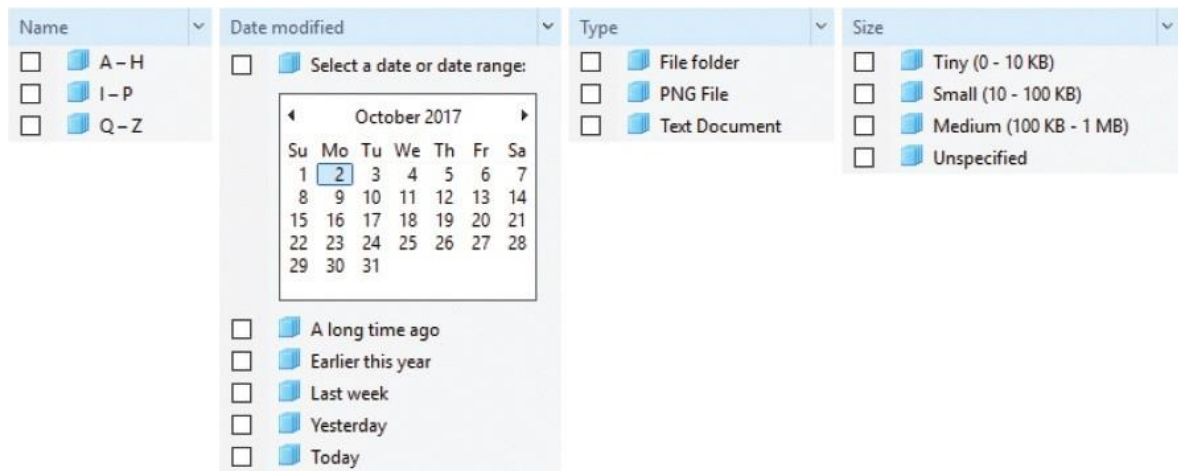 Name
A – H
I – P
Q – Z
Date modified
Select a date or date range:
October 2017
Su Mo Tu We Th Fr Sa
1 2 3 4 5 6 7
8 9 10 11 12 13 14
15 16 17 18 19 20 21
22 23 24 25 26 27 28
29 30 31
A long time ago
Earlier this year
Last week
Yesterday
Today
Type
File folder
PNG File
Text Document
Size
Tiny (0 - 10 KB)
Small (10 - 100 KB)
Medium (100 KB - 1 MB)
Unspecified